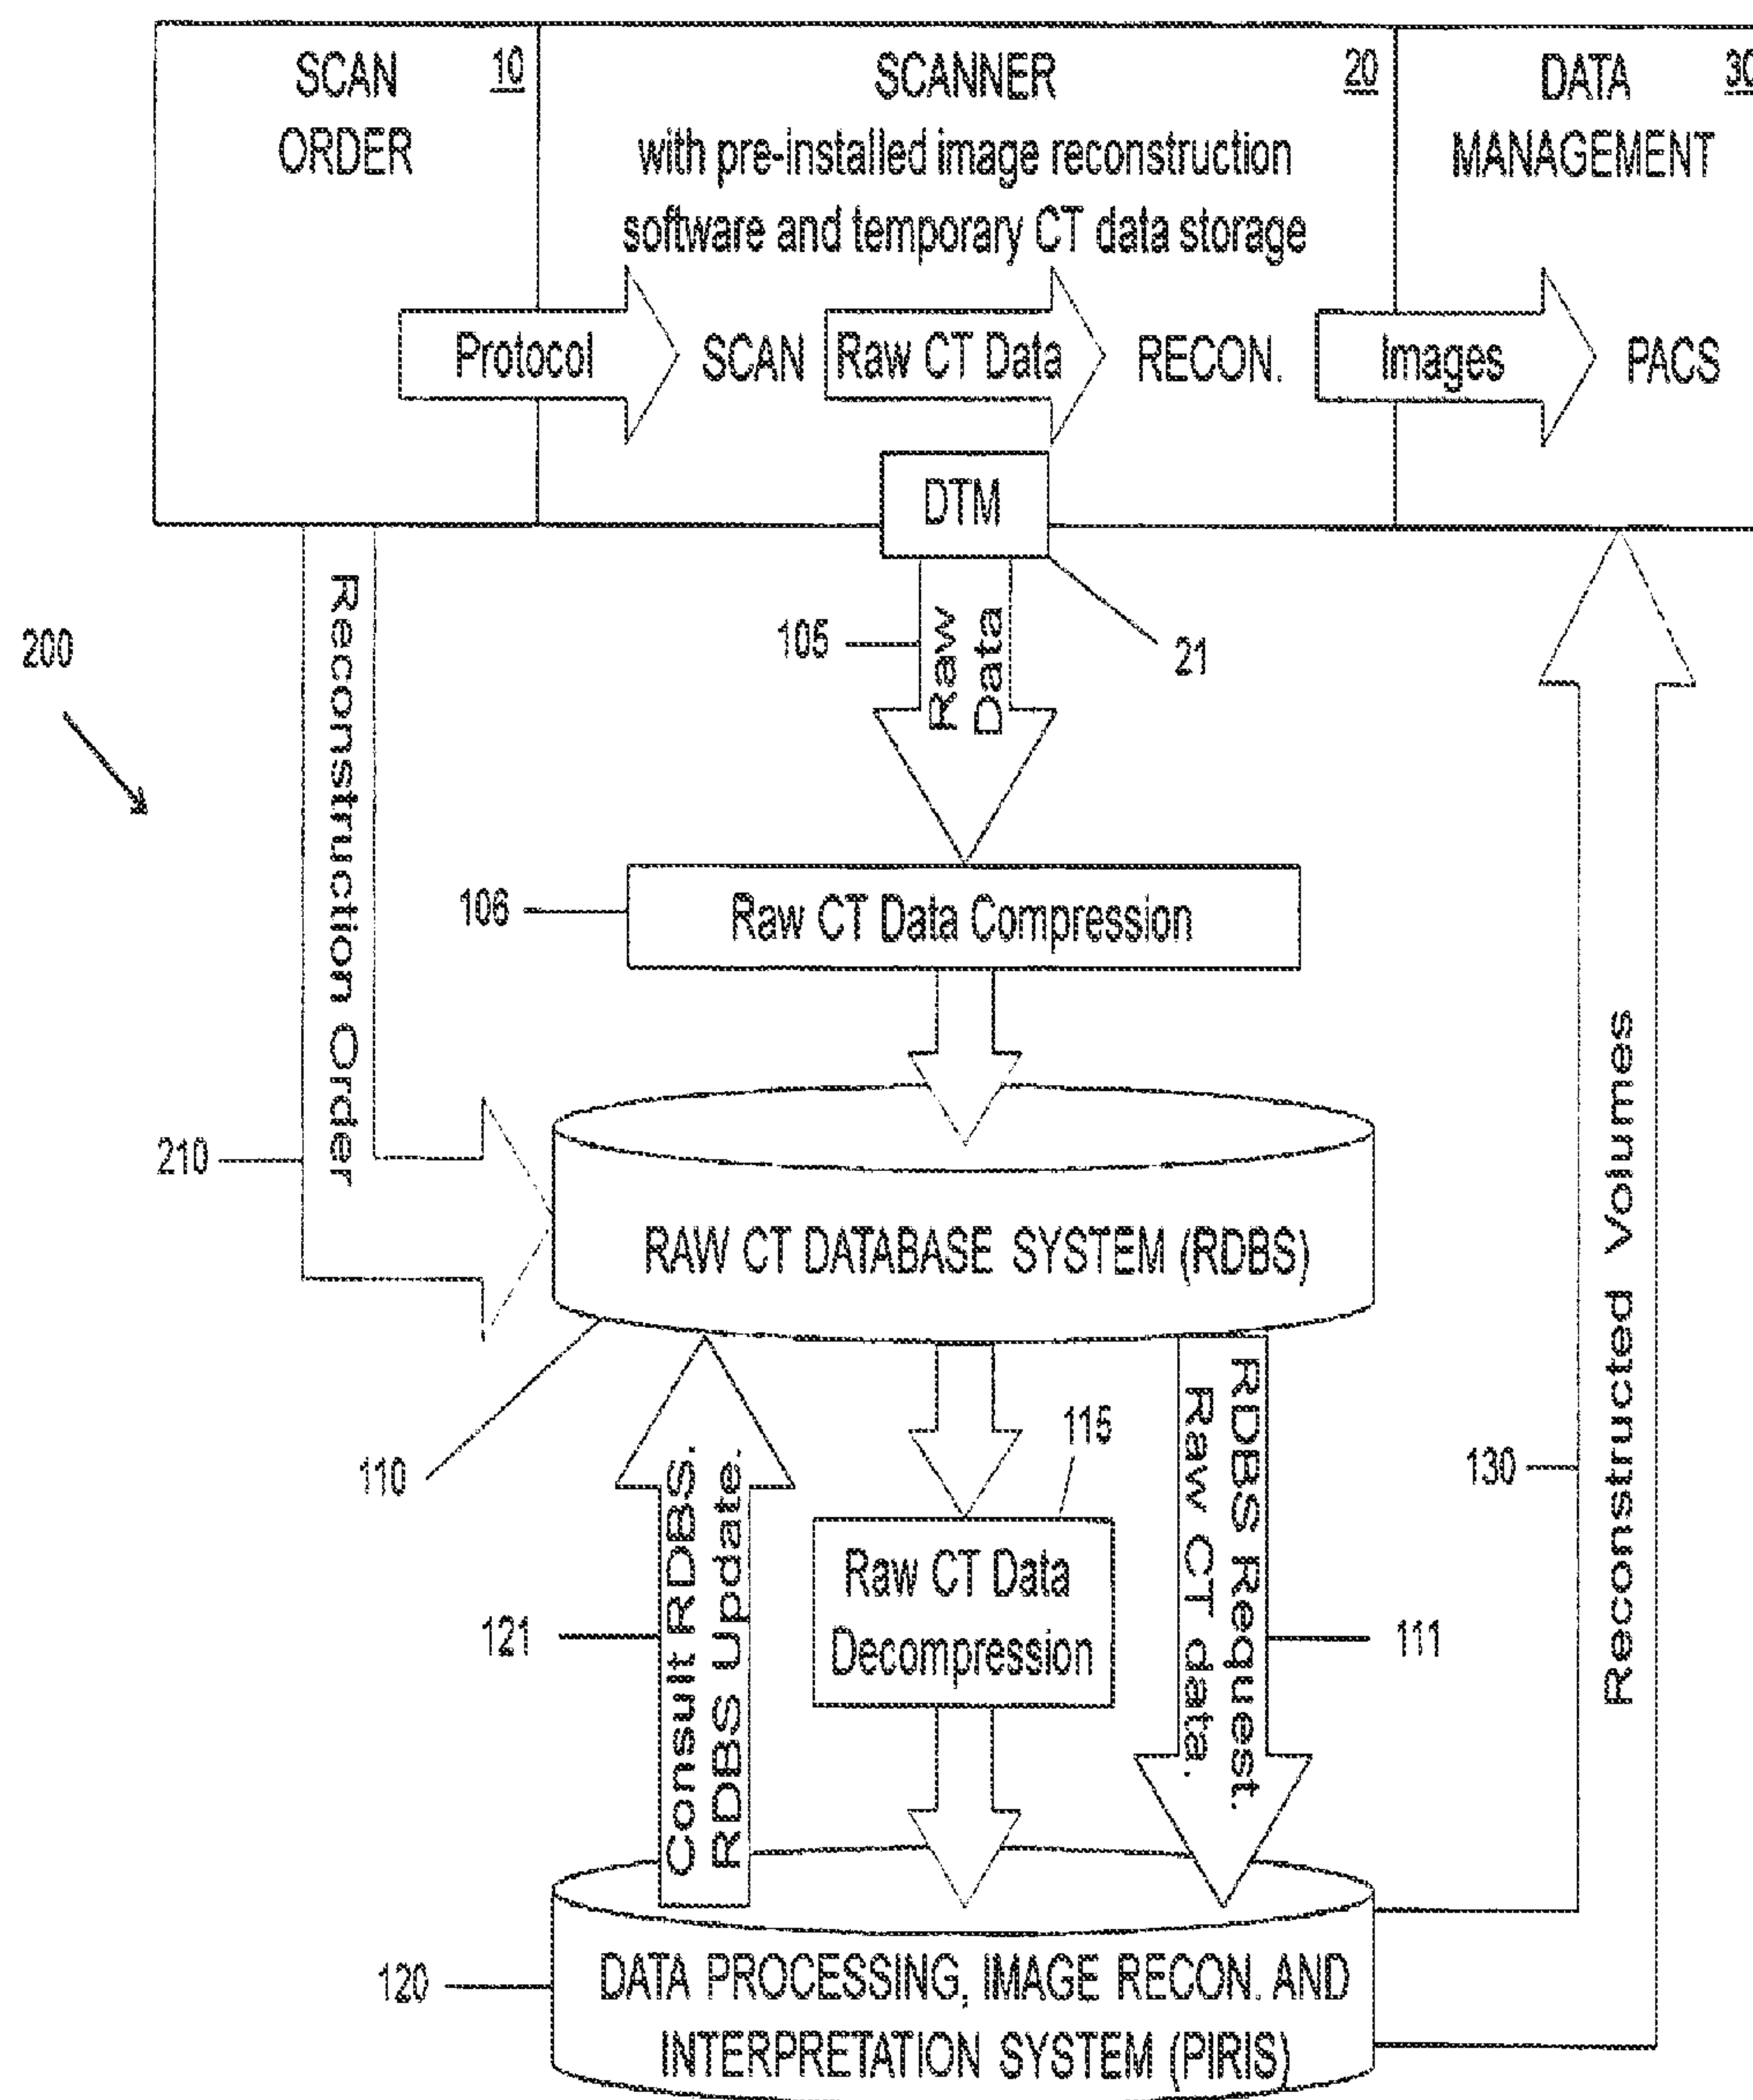 SCAN
ORDER
10
SCANNER
20
with pre-installed image reconstruction
software and temporary CT data storage
DATA
MANAGEMENT
30
Protocol
SCAN
Raw CT Data
RECON.
Images
PACS
DTM
21
105
Raw
Data
200
Reconstruction Order
106
Raw CT Data Compression
210
RAW CT DATABASE SYSTEM (RDBS)
110
115
Raw CT Data
Decompression
121
Consult RDBS.
RDBS Update.
RDBS Request.
Raw CT data.
111
130
Reconstructed Volumes
120
DATA PROCESSING, IMAGE RECON. AND
INTERPRETATION SYSTEM (PIRIS)